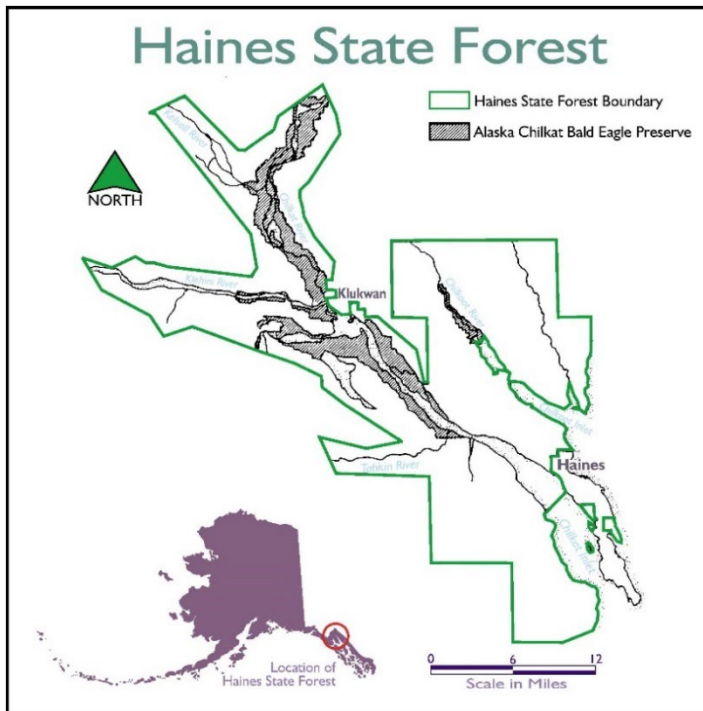 Haines State Forest
Haines State Forest Boundary
Alaska Chilkat Bald Eagle Preserve
NORTH
Kelsall River
Chilkat River
Klehini River
Klukwan
Chilkoot River
Chilkoot Inlet
Haines
Tahkin River
Chilkat Inlet
Location of
Haines State Forest
0 6 12
Scale in Miles